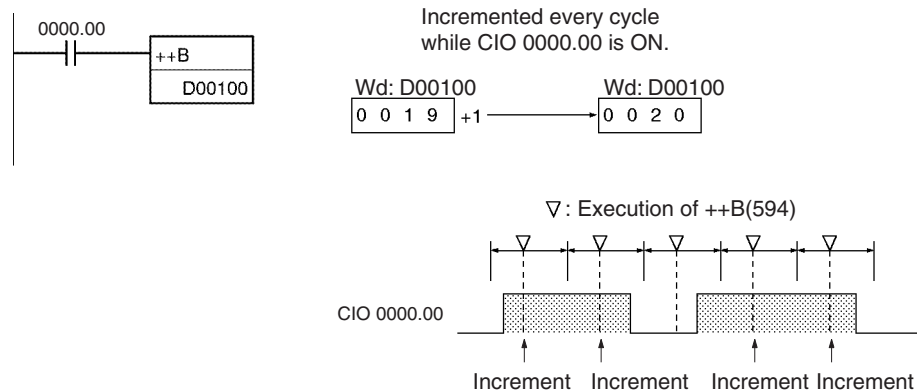 0000.00
++B
D00100
Incremented every cycle
while CIO 0000.00 is ON.
Wd: D00100 Wd: D00100
0 0 1 9 +1 0 0 2 0
▽: Execution of ++B(594)
CIO 0000.00
Increment Increment Increment Increment